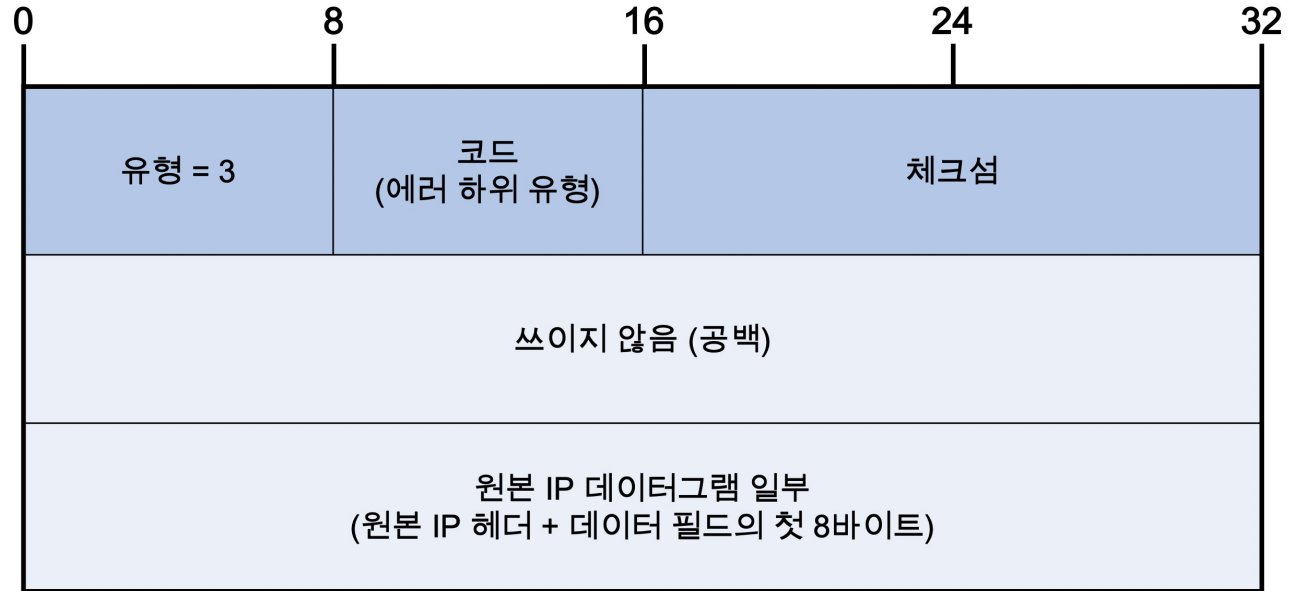 0 8 16 24 32
유형 = 3
코드
(에러 하위 유형)
체크섬
쓰이지 않음 (공백)
원본 IP 데이터그램 일부
(원본 IP 헤더 + 데이터 필드의 첫 8바이트)